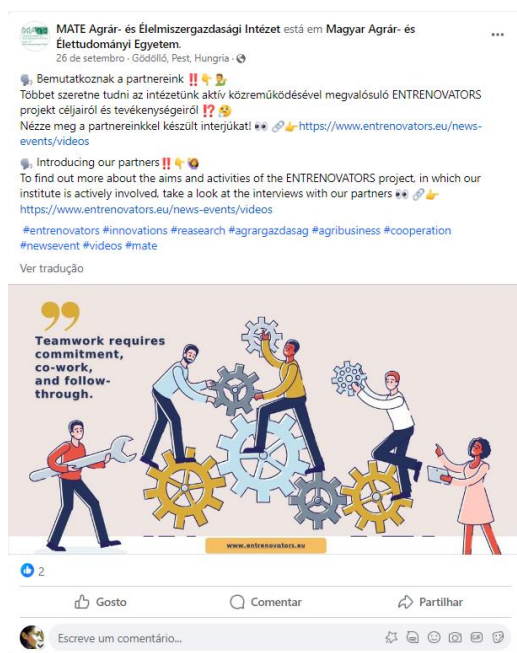 MATE Agrár- és Élelmiszergazdasági Intézet está em Magyar Agrár- és
Élettudományi Egyetem.
26 de setembro · Gödöllő, Pest, Hungria ·
Bemutatkoznak a partnereink ‼️👇💁‍♂️
Többet szeretne tudni az intézetünk aktív közreműködésével megvalósuló ENTRENOVATORS
projekt céljairól és tevékenységeiről ⁉️🤔
Nézze meg a partnereinkkel készült interjúkat! 👀 🔗👉https://www.entrenovators.eu/news-
events/videos
🗣 Introducing our partners‼️👇🙋‍♀️
To find out more about the aims and activities of the ENTRENOVATORS project, in which our
institute is actively involved, take a look at the interviews with our partners 👀 🔗👉
https://www.entrenovators.eu/news-events/videos
#entrenovators #innovations #reasearch #agrargazdasag #agribusiness #cooperation
#newsevent #videos #mate
Ver tradução
Teamwork requires
commitment,
co-work,
and follow-
through.
www.entrenovators.eu
2
Gosto
Comentar
Partilhar
Escreve um comentário...